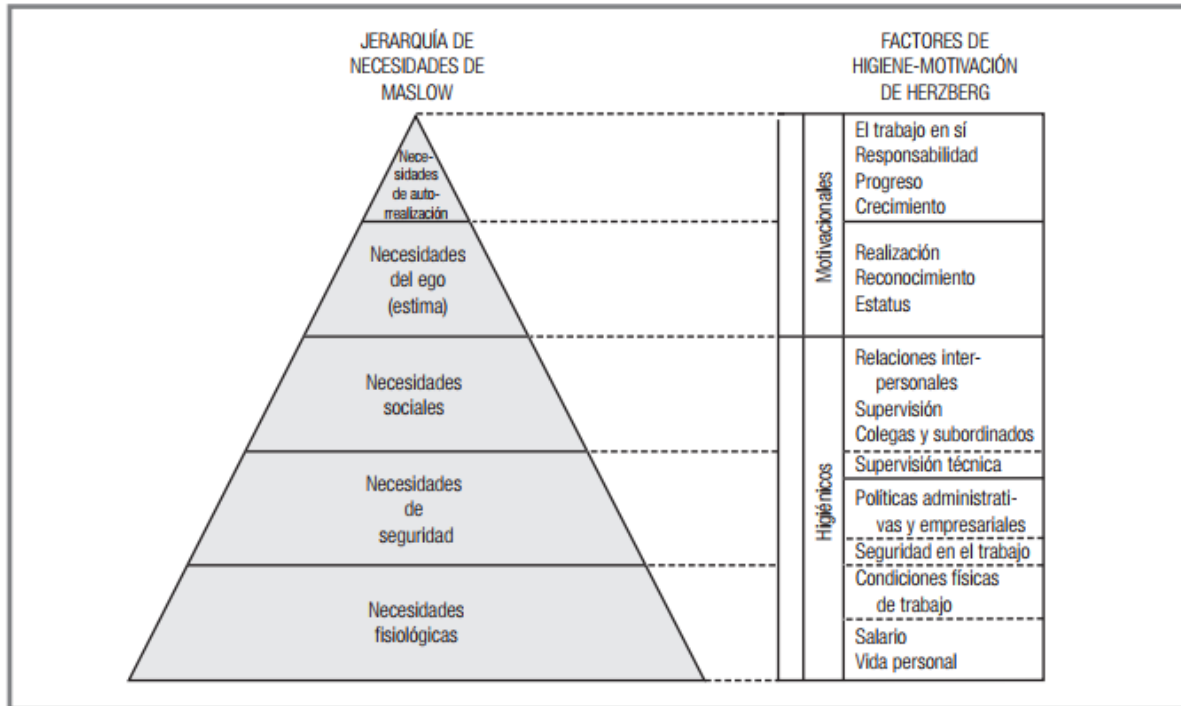 JERARQUÍA DE
NECESIDADES DE
MASLOW
Nece-
sidades
de auto-
rrealización
Necesidades
del ego
(estima)
Necesidades
sociales
Necesidades
de
seguridad
Necesidades
fisiológicas
FACTORES DE
HIGIENE-MOTIVACIÓN
DE HERZBERG
Motivacionales
El trabajo en sí
Responsabilidad
Progreso
Crecimiento
Realización
Reconocimiento
Estatus
Higiénicos
Relaciones inter-
personales
Supervisión
Colegas y subordinados
Supervisión técnica
Políticas administrati-
vas y empresariales
Seguridad en el trabajo
Condiciones físicas
de trabajo
Salario
Vida personal